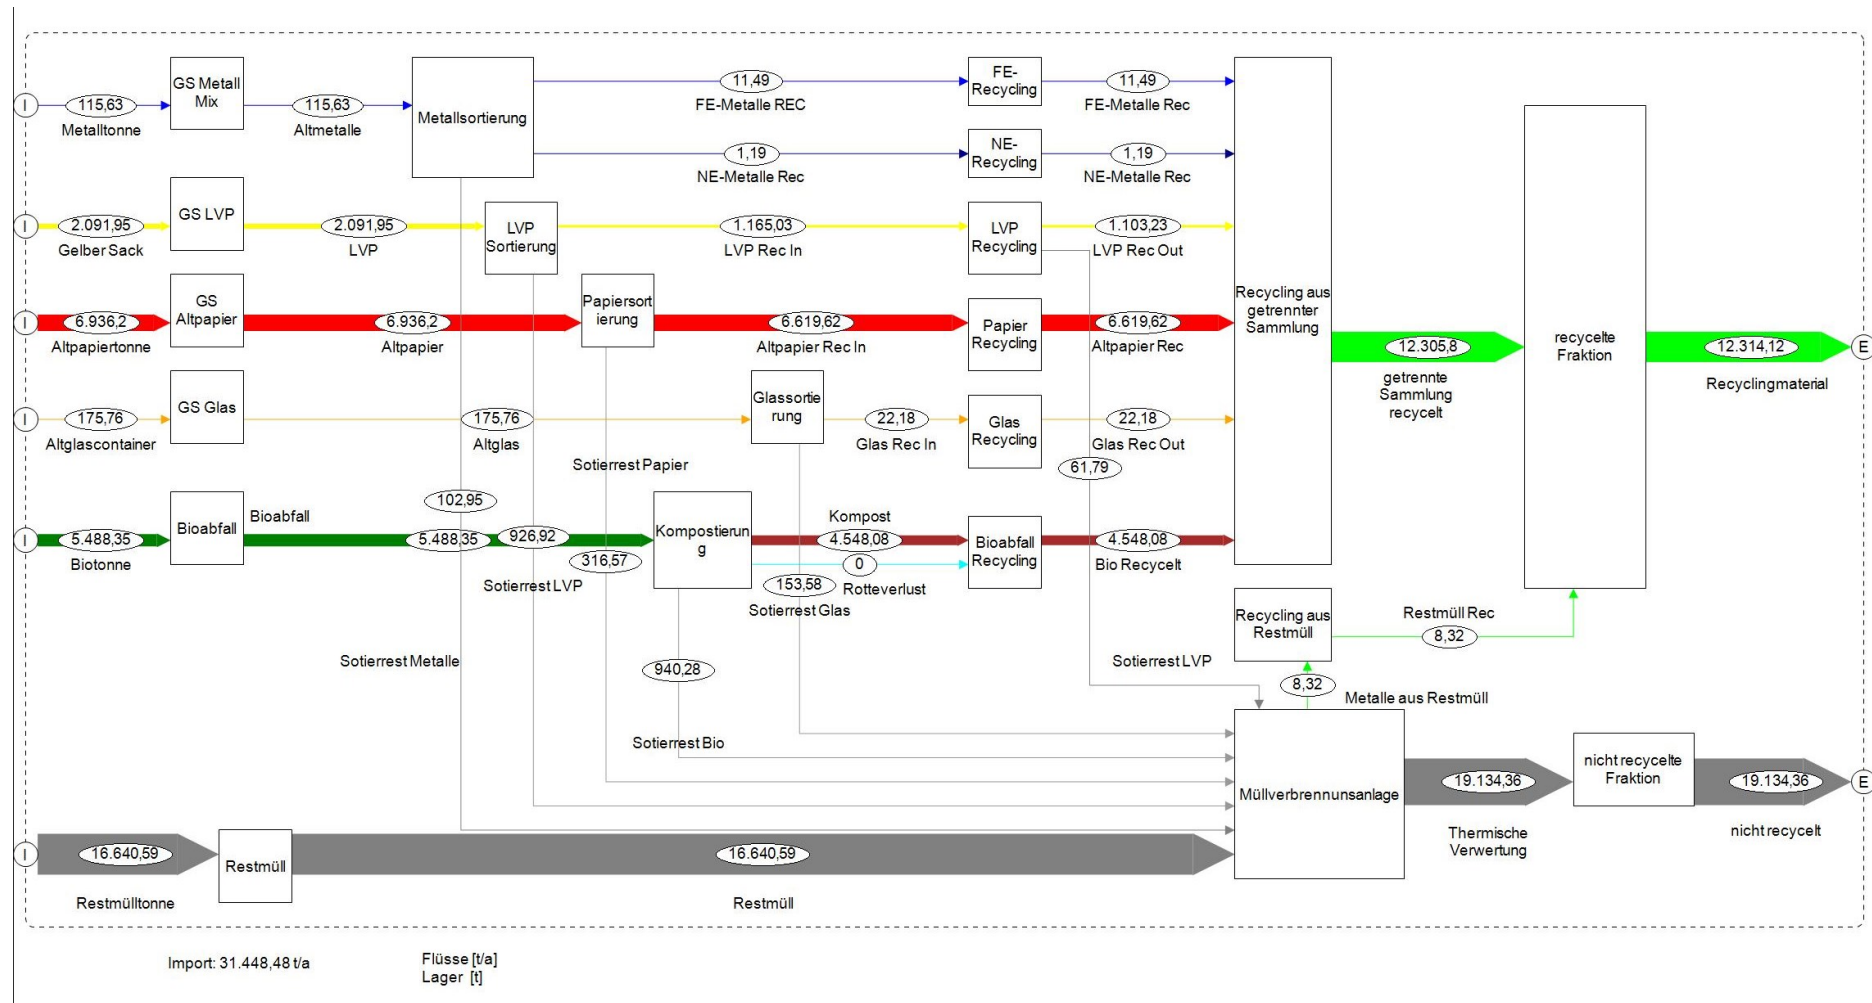 I
115,63
Metalltonne
GS Metall
Mix
115,63
Altmetalle
Metallsortierung
11,49
FE-Metalle REC
FE-
Recycling
11,49
FE-Metalle Rec
1,19
NE-Metalle Rec
NE-
Recycling
1,19
NE-Metalle Rec
I
2.091,95
Gelber Sack
GS LVP
2.091,95
LVP
LVP
Sortierung
1.165,03
LVP Rec In
LVP
Recycling
1.103,23
LVP Rec Out
I
6.936,2
Altpapiertonne
GS
Altpapier
6.936,2
Altpapier
Papiersort
ierung
6.619,62
Altpapier Rec In
Papier
Recycling
6.619,62
Altpapier Rec
Recycling aus
getrennter
Sammlung
12.305,8
getrennte
Sammlung
recycelt
recycelte
Fraktion
12.314,12
Recyclingmaterial
E
I
175,76
Altglascontainer
GS Glas
175,76
Altglas
Glassortie
rung
22,18
Glas Rec In
Glas
Recycling
22,18
Glas Rec Out
Sotierrest Papier
61,79
102,95
I
5.488,35
Biotonne
Bioabfall
Bioabfall
5.488,35
926,92
316,57
Sotierrest LVP
Kompostierun
g
Kompost
4.548,08
0
Rotteverlust
153,58
Sotierrest Glas
Bioabfall
Recycling
4.548,08
Bio Recycelt
Recycling aus
Restmüll
Restmüll Rec
8,32
Sotierrest Metalle
940,28
Sotierrest LVP
8,32
Metalle aus Restmüll
Sotierrest Bio
Müllverbrennunsanlage
19.134,36
Thermische
Verwertung
nicht recycelte
Fraktion
19.134,36
nicht recycelt
E
I
16.640,59
Restmülltonne
Restmüll
16.640,59
Restmüll
Import: 31.448,48 t/a
Flüsse [t/a]
Lager [t]